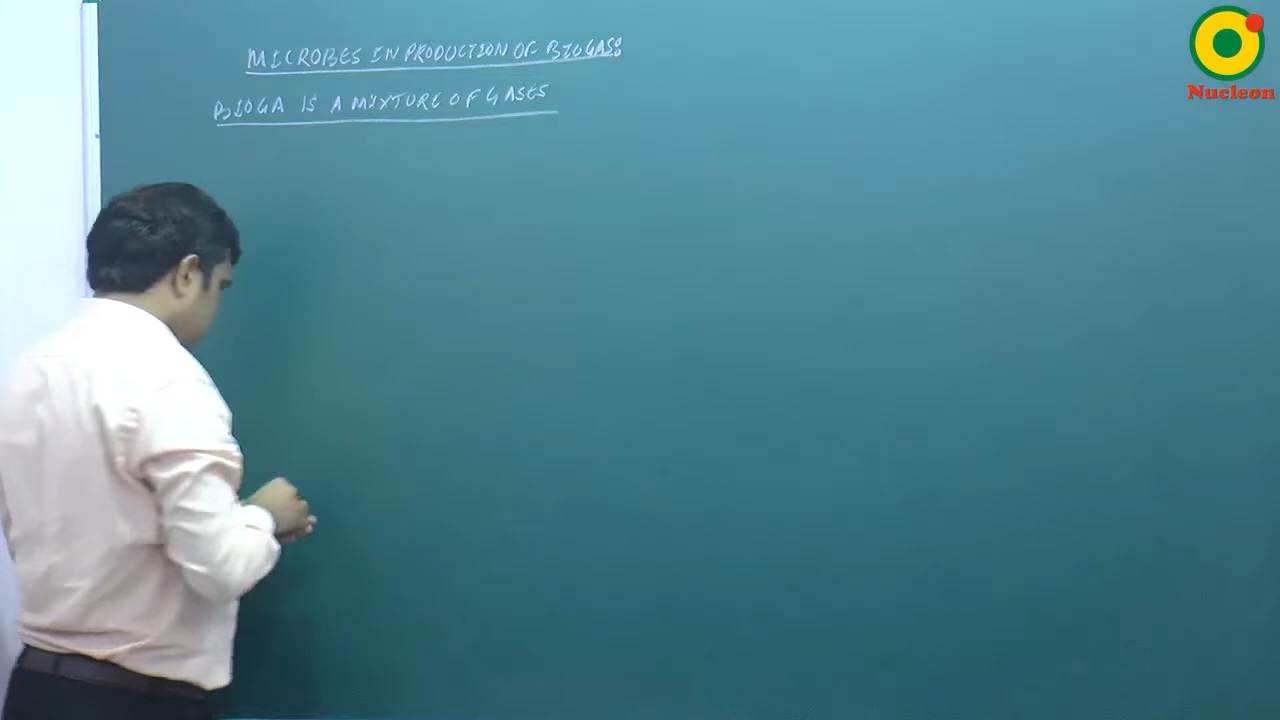 MICROBES IN PRODUCTION OF BIOGAS:
BIOGA IS A MIXTURE OF GASES
Nucleon